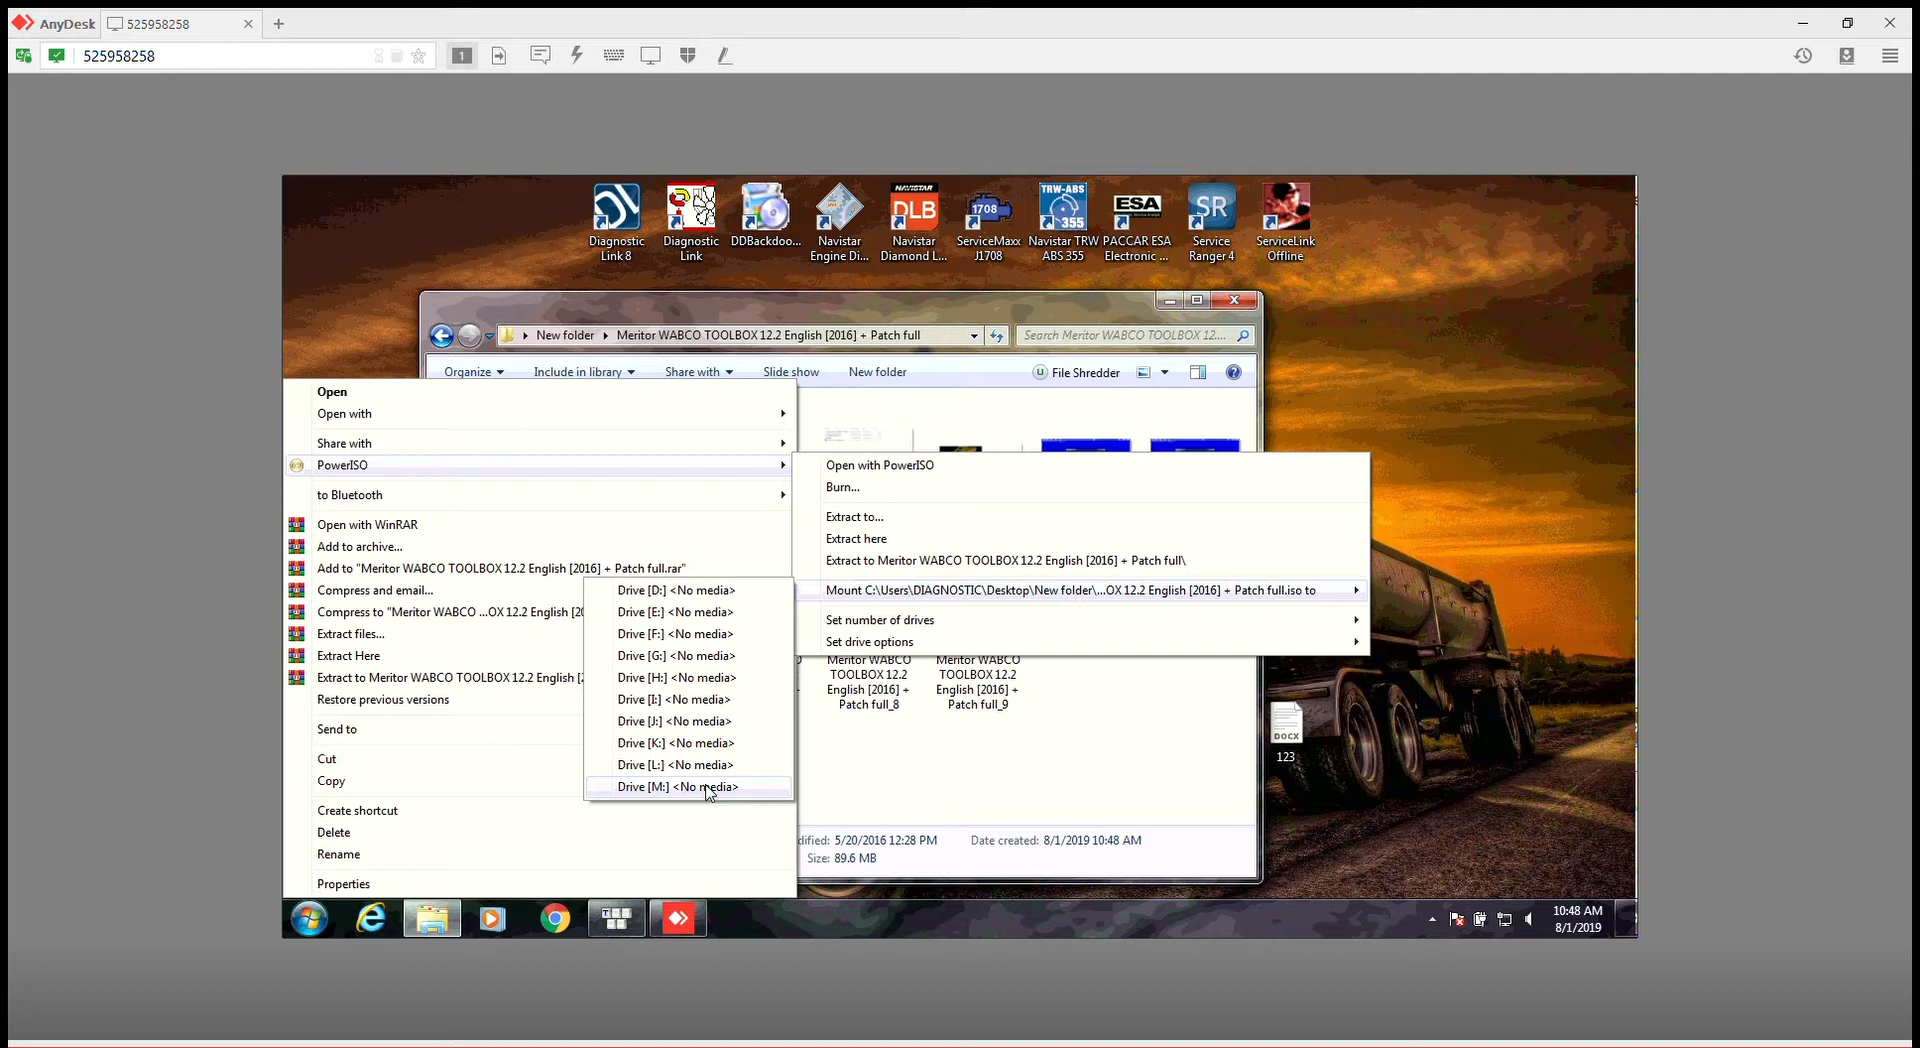 AnyDesk
525958258
525958258
1
Diagnostic
Link 8
Diagnostic
Link
DDBackdoo...
Navistar
Engine Di...
NAVISTAR
DLB
Navistar
Diamond L...
1708
ServiceMaxx
J1708
TRW-ABS
355
Navistar TRW
ABS 355
ESA
PACCAR ESA
Electronic ...
SR
Service
Ranger 4
ServiceLink
Offline
New folder
Meritor WABCO TOOLBOX 12.2 English [2016] + Patch full
Search Meritor WABCO TOOLBOX 12....
Organize
Include in library
Share with
Slide show
New folder
File Shredder
Open
Open with
Share with
PowerISO
to Bluetooth
Open with WinRAR
Add to archive...
Add to "Meritor WABCO TOOLBOX 12.2 English [2016] + Patch full.rar"
Compress and email...
Compress to "Meritor WABCO ...OX 12.2 English [20
Extract files...
Extract Here
Extract to Meritor WABCO TOOLBOX 12.2 English [2
Restore previous versions
Send to
Cut
Copy
Create shortcut
Delete
Rename
Properties
Open with PowerISO
Burn...
Extract to...
Extract here
Extract to Meritor WABCO TOOLBOX 12.2 English [2016] + Patch full\
Mount C:\Users\DIAGNOSTIC\Desktop\New folder\...OX 12.2 English [2016] + Patch full.iso to
Set number of drives
Set drive options
Drive [D:] <No media>
Drive [E:] <No media>
Drive [F:] <No media>
Drive [G:] <No media>
Drive [H:] <No media>
Drive [I:] <No media>
Drive [J:] <No media>
Drive [K:] <No media>
Drive [L:] <No media>
Drive [M:] <No media>
Meritor WABCO
TOOLBOX 12.2
English [2016] +
Patch full_8
Meritor WABCO
TOOLBOX 12.2
English [2016] +
Patch full_9
DOCX
123
dified: 5/20/2016 12:28 PM
Date created: 8/1/2019 10:48 AM
Size: 89.6 MB
10:48 AM
8/1/2019